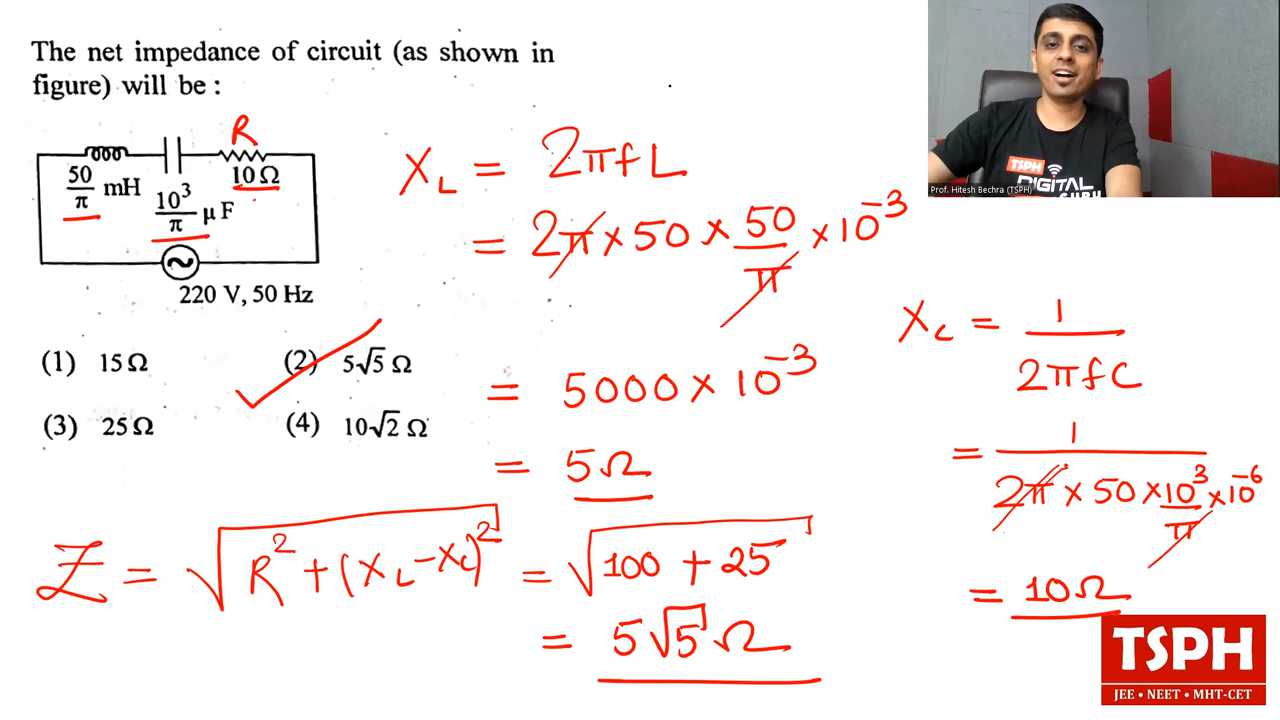 The net impedance of circuit (as shown in
figure) will be :
R
50/π mH
10³/π μF
10Ω
220 V, 50 Hz
(1) 15Ω
(2) 5√5 Ω
(3) 25Ω
(4) 10√2 Ω
X_L = 2πfL
= 2π × 50 × 50/π × 10⁻³
= 5000 × 10⁻³
= 5Ω
X_C = 1/2πfC
= 1/2π × 50 × 10³/π × 10⁻⁶
= 10Ω
Z = √R² + (X_L - X_C)² = √100 + 25
= 5√5 Ω
TSPH
DIGITAL
Prof. Hitesh Bechra (TSPH)
TSPH
JEE • NEET • MHT-CET